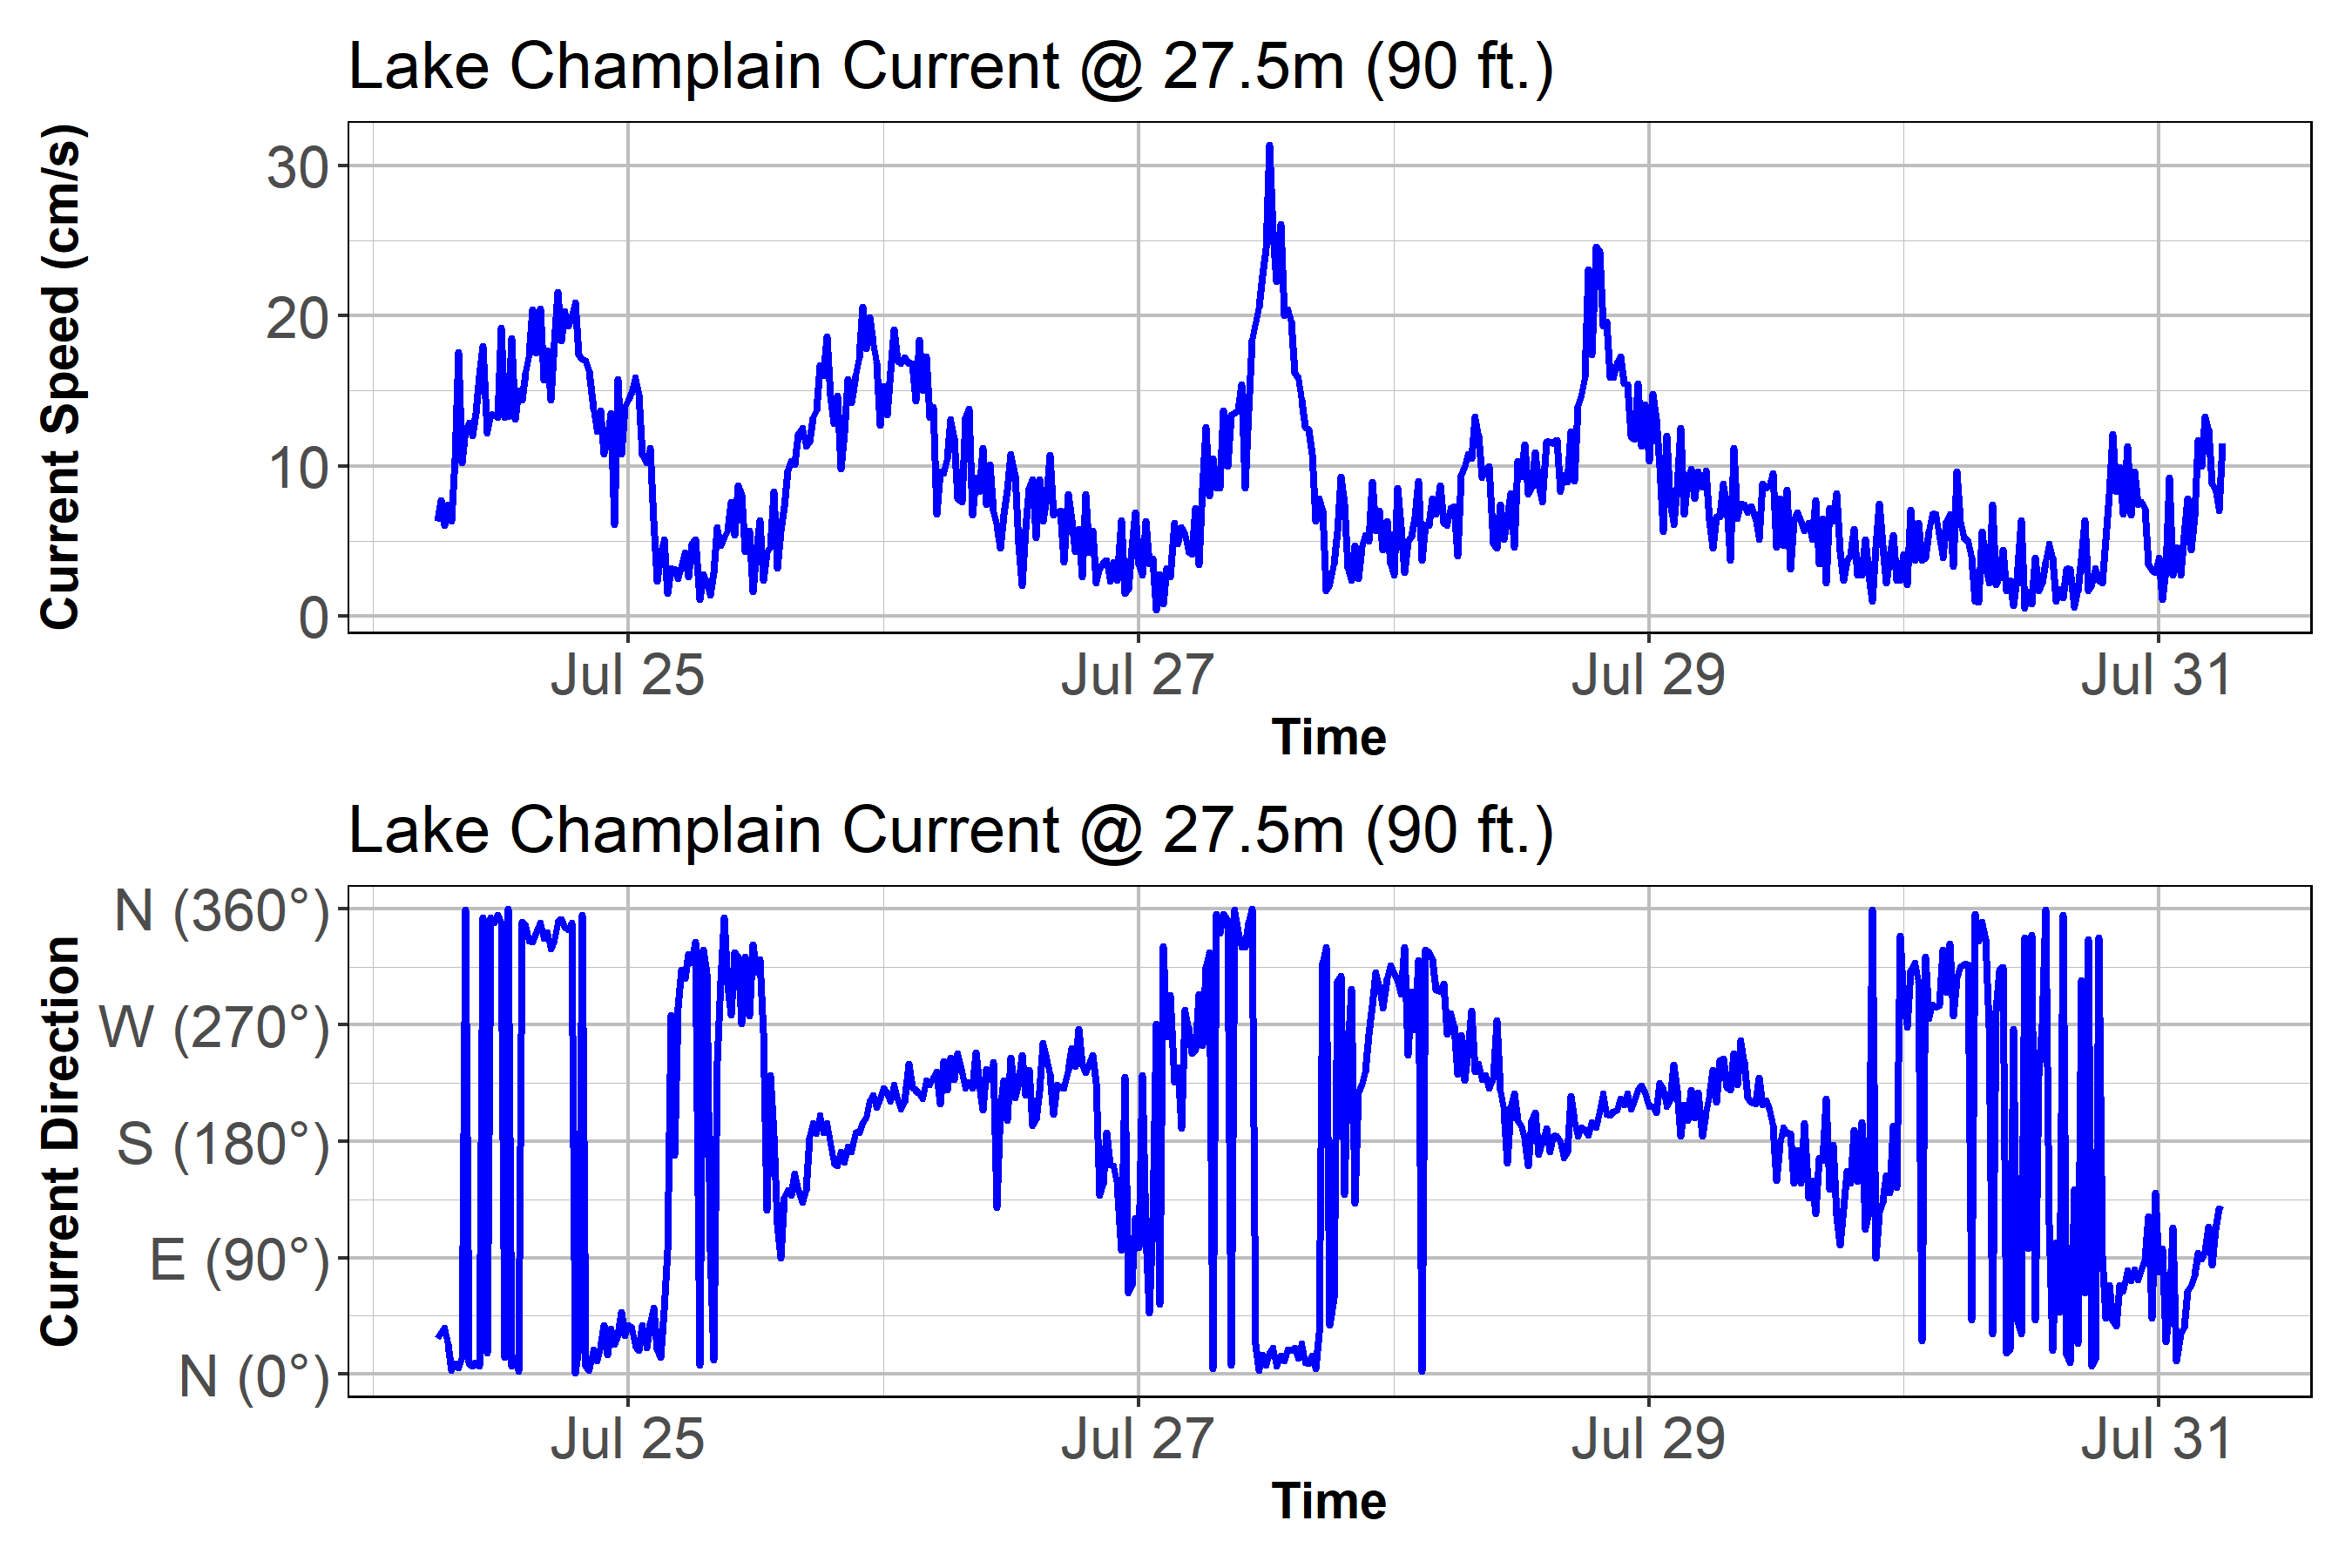 Lake Champlain Current @ 27.5m (90 ft.)
Current Speed (cm/s)
30
20
10
0
Jul 25 Jul 27 Jul 29 Jul 31
Time
Lake Champlain Current @ 27.5m (90 ft.)
Current Direction
N (360°)
W (270°)
S (180°)
E (90°)
N (0°)
Jul 25 Jul 27 Jul 29 Jul 31
Time